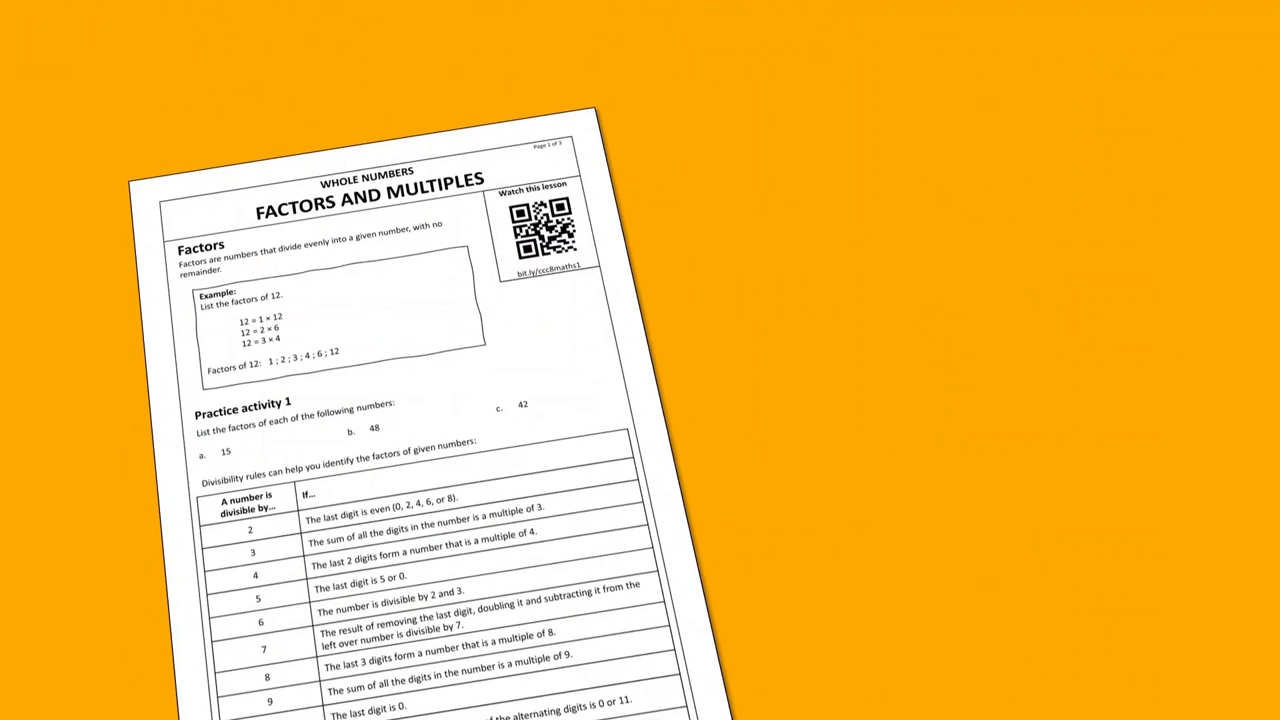 Page 1 of 3
WHOLE NUMBERS
FACTORS AND MULTIPLES
Watch this lesson
bit.ly/ccc8maths1
Factors
Factors are numbers that divide evenly into a given number, with no
remainder.
Example:
List the factors of 12.
12 = 1 × 12
12 = 2 × 6
12 = 3 × 4
Factors of 12: 1 ; 2 ; 3 ; 4 ; 6 ; 12
Practice activity 1
List the factors of each of the following numbers:
a. 15 b. 48 c. 42
Divisibility rules can help you identify the factors of given numbers:
A number is
divisible by... If...
2 The last digit is even (0, 2, 4, 6, or 8).
3 The sum of all the digits in the number is a multiple of 3.
4 The last 2 digits form a number that is a multiple of 4.
5 The last digit is 5 or 0.
6 The number is divisible by 2 and 3.
7 The result of removing the last digit, doubling it and subtracting it from the
left over number is divisible by 7.
8 The last 3 digits form a number that is a multiple of 8.
9 The sum of all the digits in the number is a multiple of 9.
The last digit is 0.
of the alternating digits is 0 or 11.